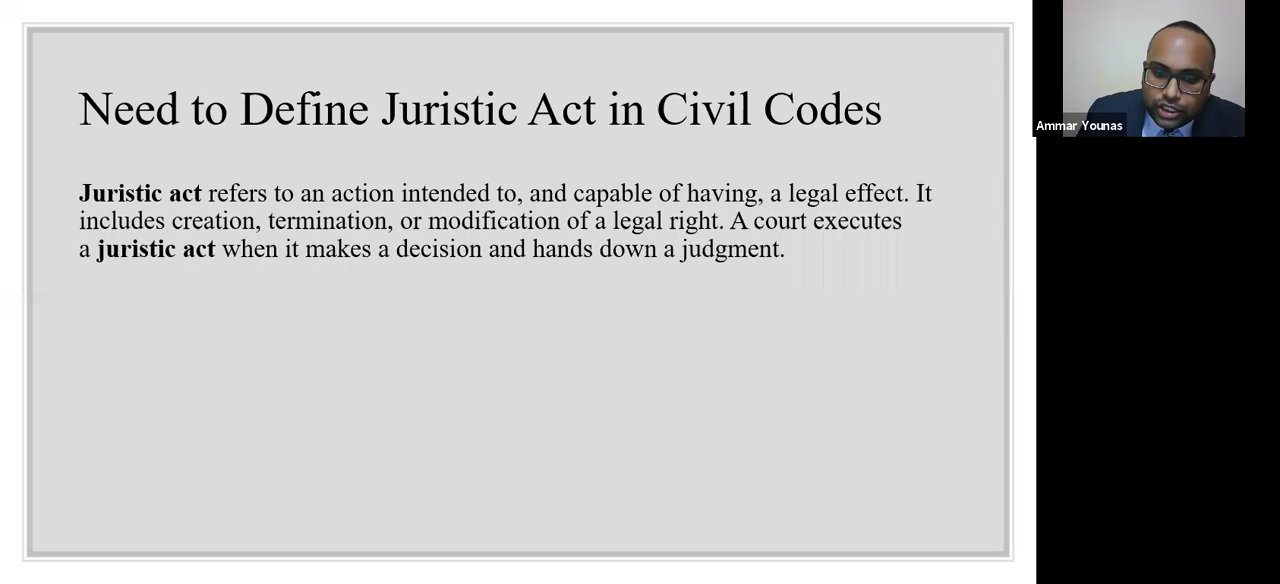 Need to Define Juristic Act in Civil Codes
Juristic act refers to an action intended to, and capable of having, a legal effect. It
includes creation, termination, or modification of a legal right. A court executes
a juristic act when it makes a decision and hands down a judgment.
Ammar Younas